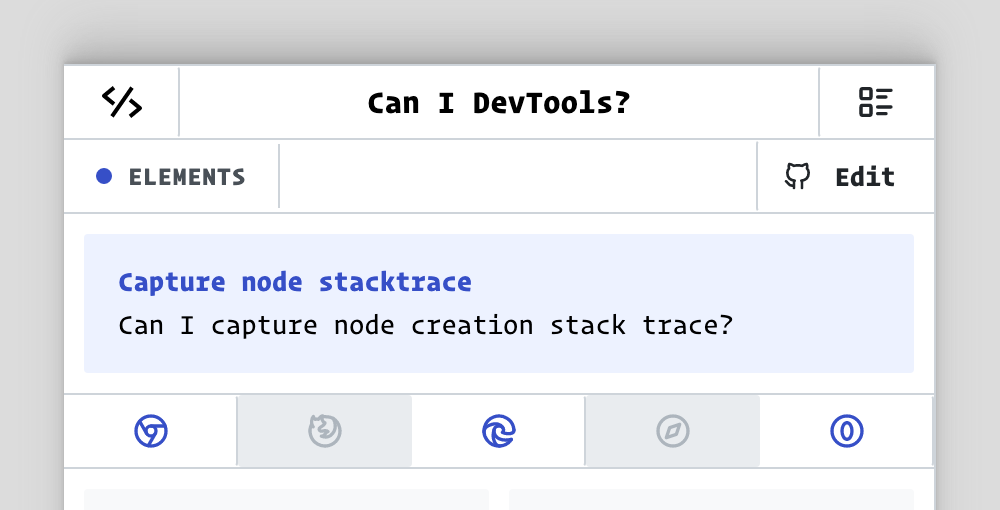 Can I DevTools?
ELEMENTS
Edit
Capture node stacktrace
Can I capture node creation stack trace?